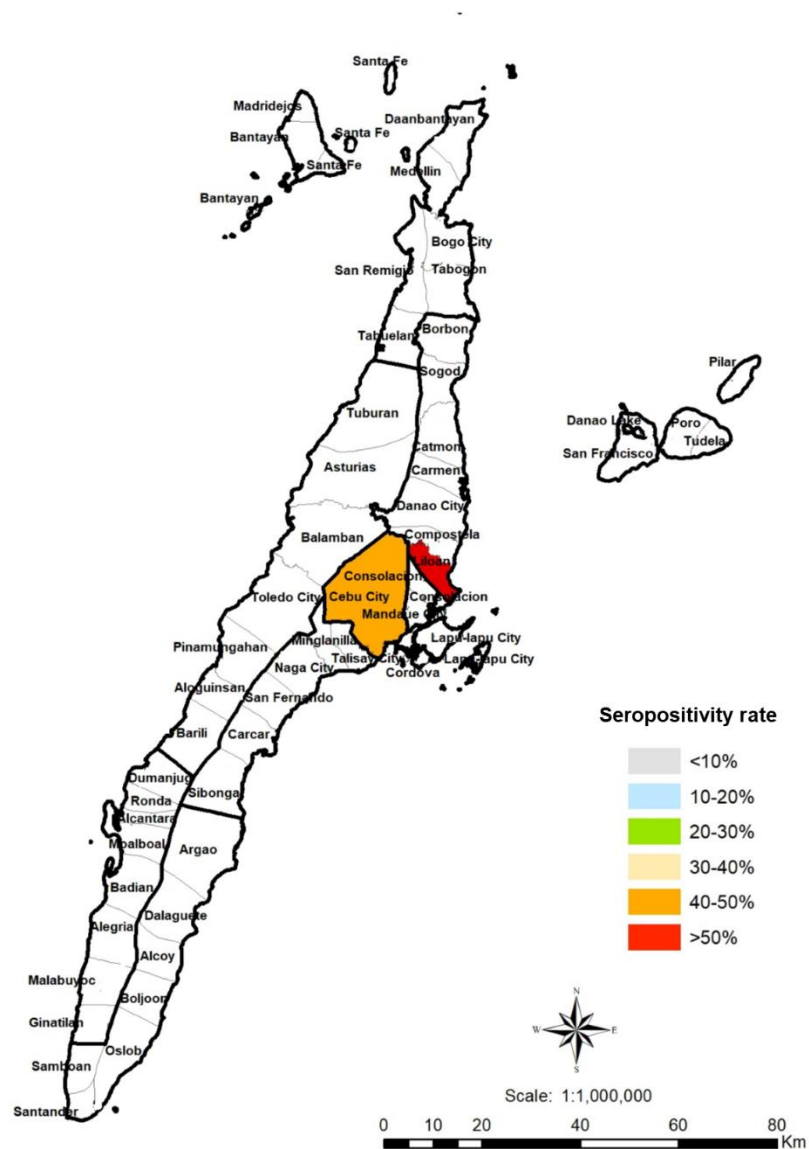 Santa Fe
Madridejos
Daanbantayan
Bantayan
Santa Fe
Santa Fe
Medellin
Bantayan
Bogo City
San Remigio
Tabogon
Tabuelan
Borbon
Sogod
Pilar
Tuburan
Danao Lake
Poro
Tudela
San Francisco
Catmon
Asturias
Carmen
Danao City
Balamban
Compostela
Liloan
Consolacion
Toledo City
Cebu City
Consolacion
Mandaue City
Minglanilla
Lapu-lapu City
Pinamungahan
Talisay City
Lapu-lapu City
Naga City
Cordova
Aloguinsan
San Fernando
Barili
Carcar
Seropositivity rate
<10%
10-20%
20-30%
30-40%
40-50%
>50%
Dumanjug
Sibonga
Ronda
Alcantara
Moalboal
Argao
Badian
Dalaguete
Alegria
Alcoy
Malabuyoc
Boljoon
Ginatilan
Oslob
Samboan
Santander
N
W
E
S
Scale: 1:1,000,000
0 10 20 40 60 80
Km